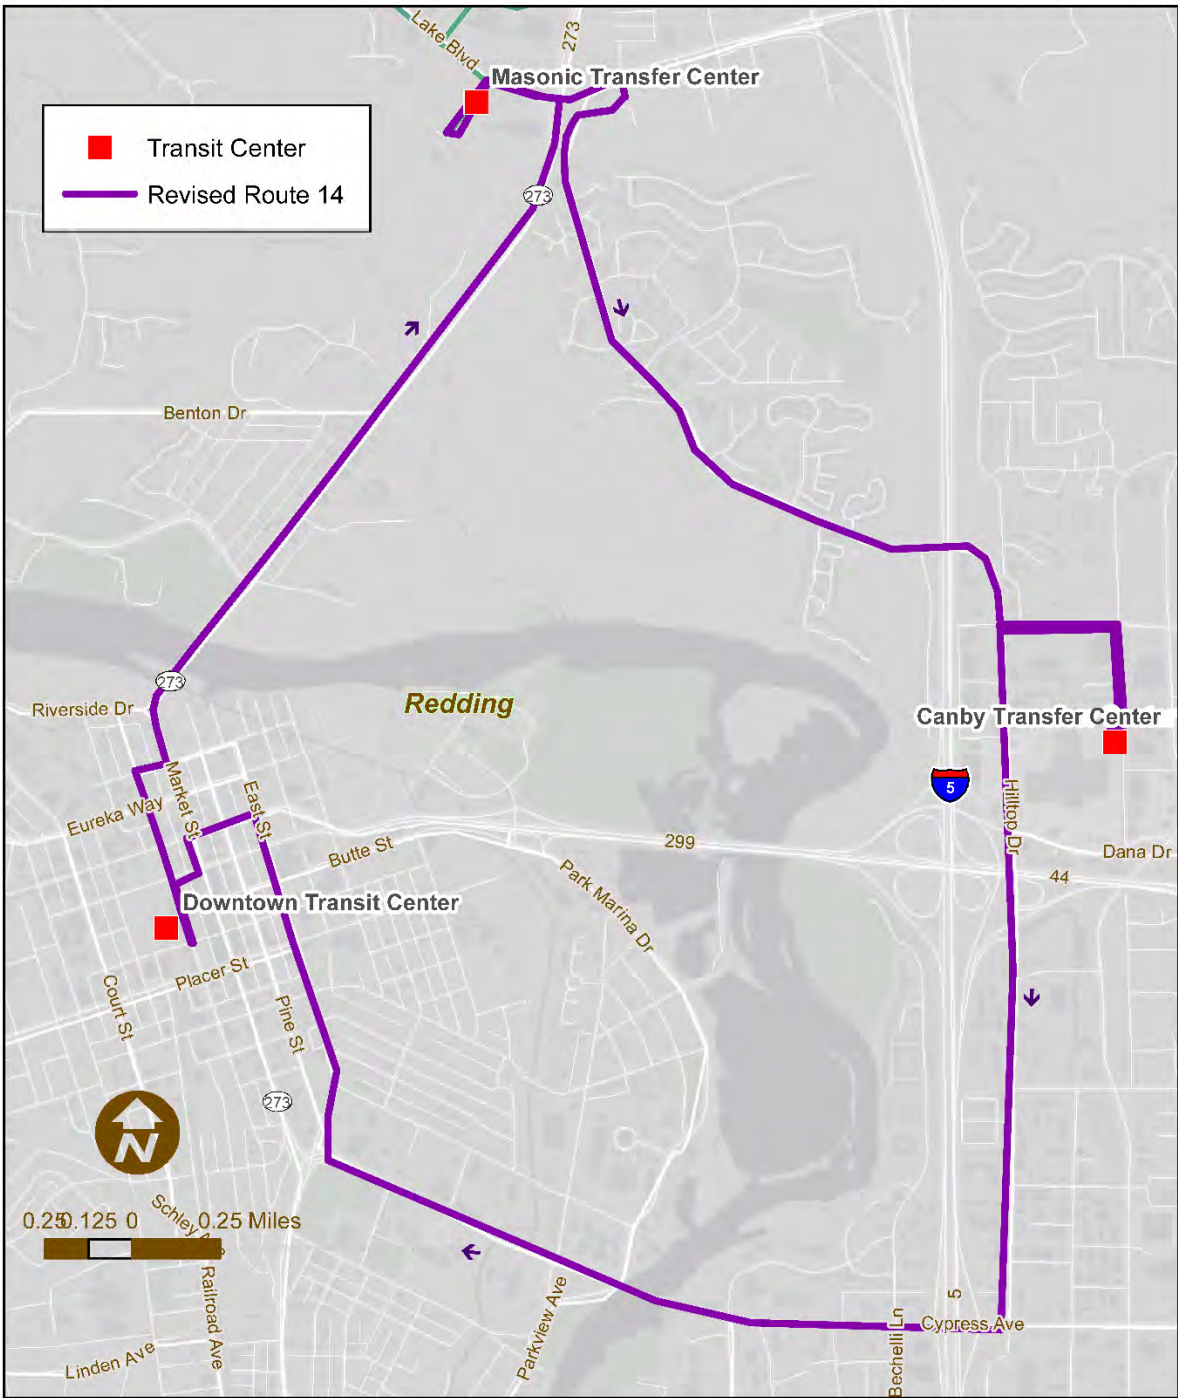 Lake Blvd
273
Masonic Transfer Center
Transit Center
Revised Route 14
273
Benton Dr
273
Riverside Dr
Redding
Canby Transfer Center
5
Market St
East St
Hilltop Dr
Eureka Way
Butte St
299
Dana Dr
44
Park Marina Dr
Downtown Transit Center
Placer St
Court St
Pine St
273
N
Schley Ave
0.25 0.125 0 0.25 Miles
Railroad Ave
Parkview Ave
5
Bechelli Ln
Cypress Ave
Linden Ave